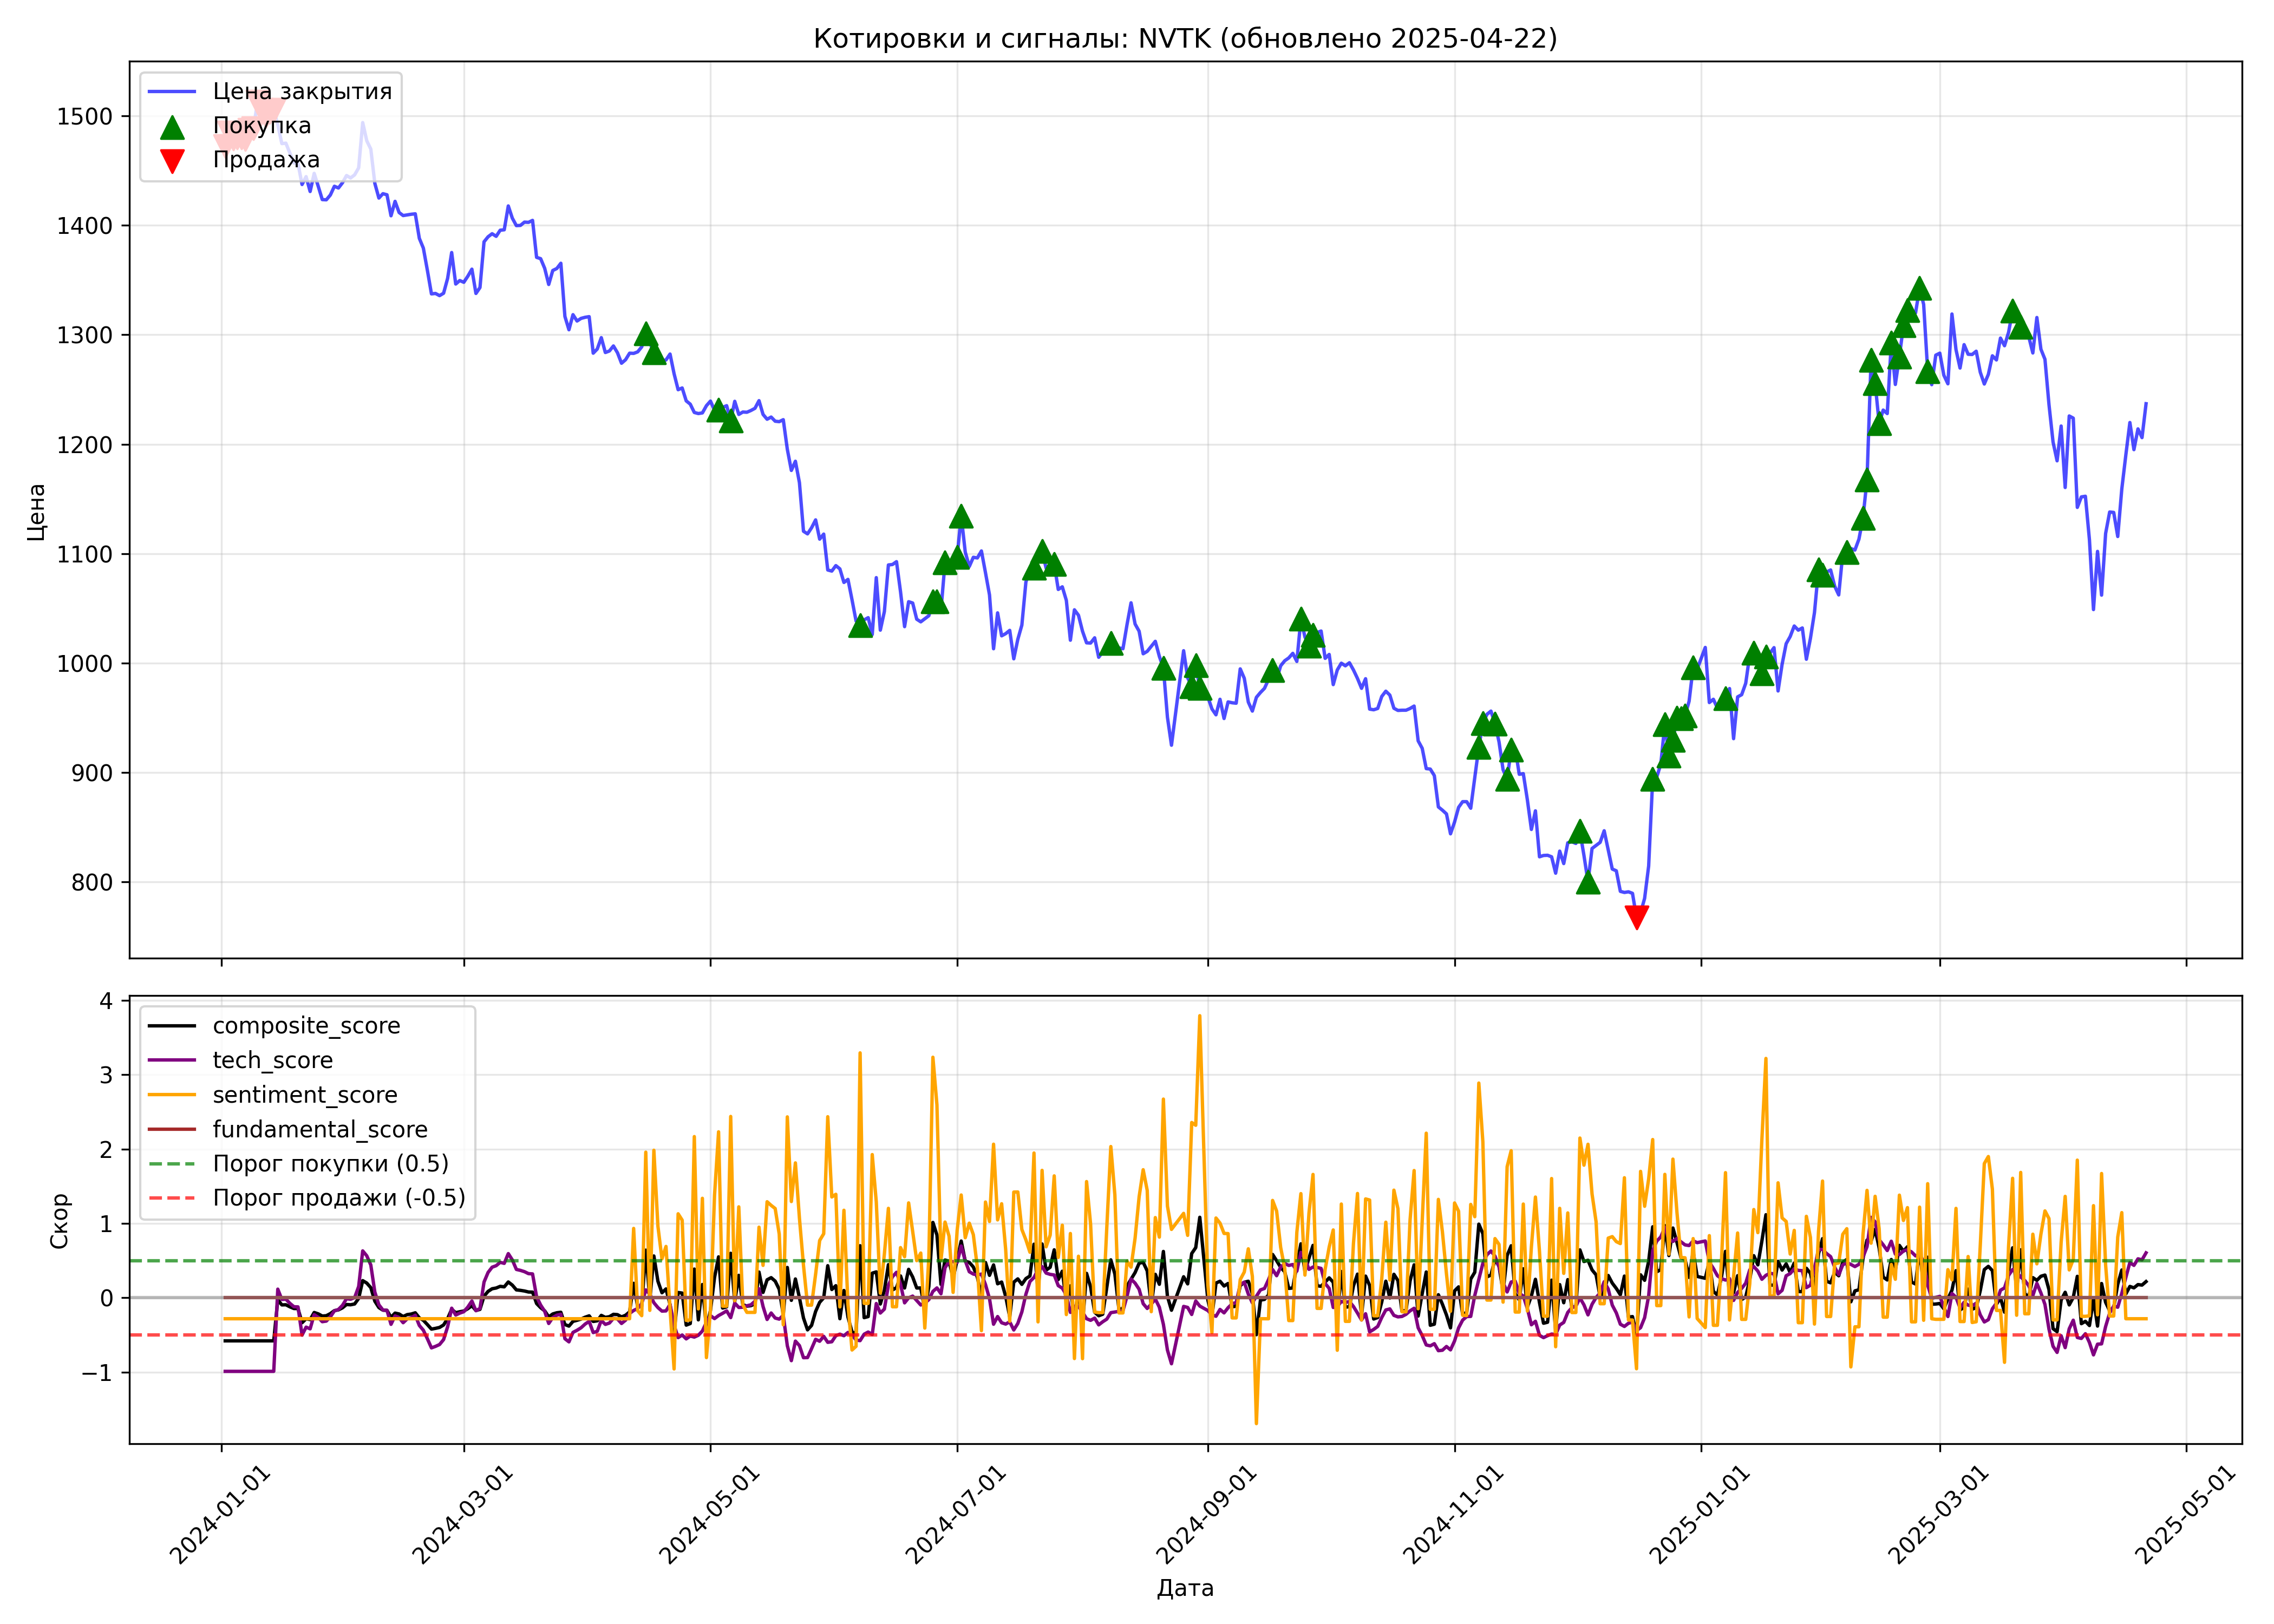 Котировки и сигналы: NVTK (обновлено 2025-04-22)
Цена закрытия
Покупка
Продажа
1500
1400
1300
1200
1100
1000
900
800
Цена
composite_score
tech_score
sentiment_score
fundamental_score
Порог покупки (0.5)
Порог продажи (-0.5)
4
3
2
1
0
−1
Скор
2024-01-01
2024-03-01
2024-05-01
2024-07-01
2024-09-01
2024-11-01
2025-01-01
2025-03-01
2025-05-01
Дата